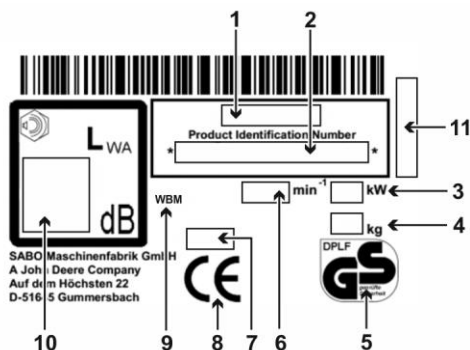 1 2
L WA
dB
Product Identification Number
* *
11
min⁻¹ kW 3
WBM
kg 4
SABO Maschinenfabrik GmbH
A John Deere Company
Auf dem Höchsten 22
D-51645 Gummersbach
CE
DPLF
GS
geprüfte
Sicherheit
10 9 8 7 6 5